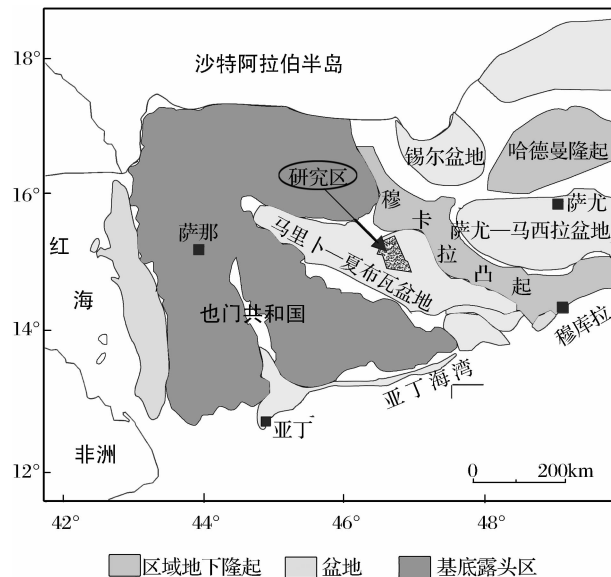 18°
沙特阿拉伯半岛
锡尔盆地
哈德曼隆起
研究区
16°
穆卡拉凸起
萨尤
萨尤—马西拉盆地
红海
萨那
马里卜—夏布瓦盆地
也门共和国
穆库拉
14°
亚丁海湾
亚丁
非洲
12°
0 200km
42° 44° 46° 48°
区域地下隆起 盆地 基底露头区